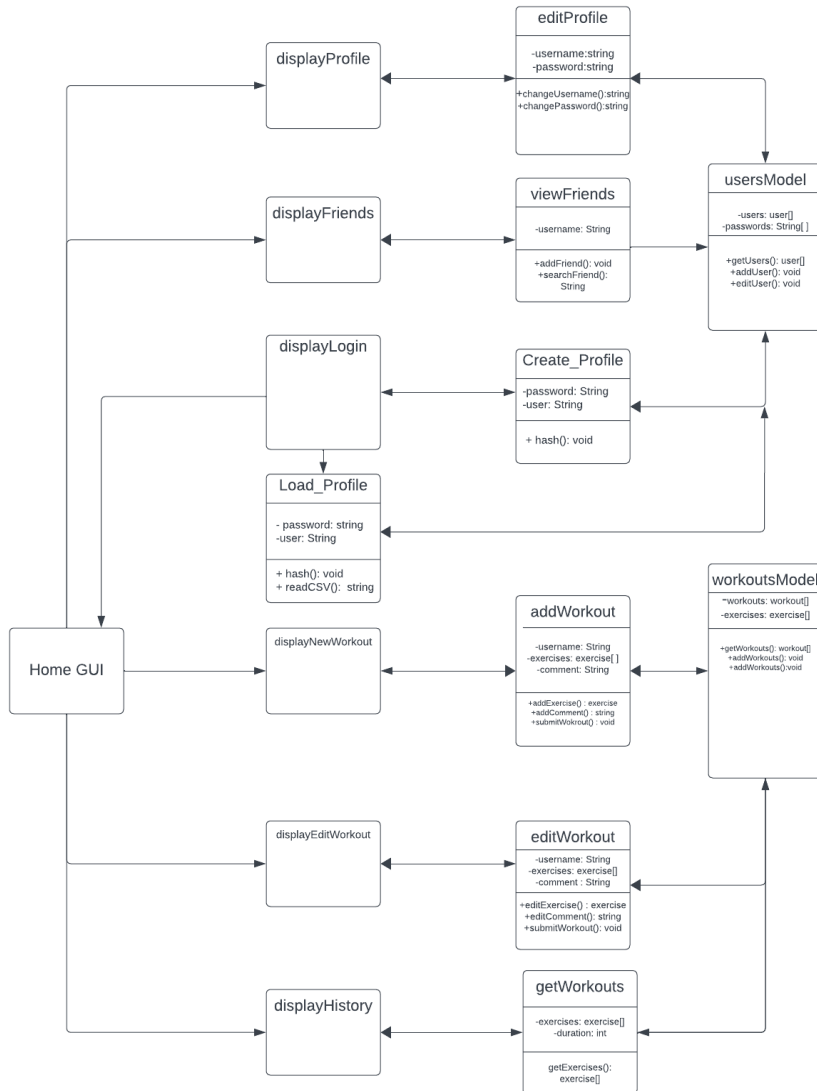 editProfile
-username:string
-password:string
+changeUsername():string
+changePassword():string
displayProfile
usersModel
-users: user[]
-passwords: String[ ]
+getUsers(): user[]
+addUser(): void
+editUser(): void
displayFriends
viewFriends
-username: String
+addFriend(): void
+searchFriend():
String
displayLogin
Create_Profile
-password: String
-user: String
+ hash(): void
Load_Profile
- password: string
-user: String
+ hash(): void
+ readCSV():  string
workoutsModel
-workouts: workout[]
-exercises: exercise[]
+getWorkouts(): workout[]
+addWorkouts(): void
+addWorkouts():void
Home GUI
displayNewWorkout
addWorkout
-username: String
-exercises: exercise[ ]
-comment: String
+addExercise() : exercise
+addComment() : string
+submitWokrout() : void
displayEditWorkout
editWorkout
-username: String
-exercises: exercise[]
-comment : String
+editExercise() : exercise
+editComment(): string
+submitWorkout(): void
displayHistory
getWorkouts
-exercises: exercise[]
-duration: int
getExercises():
exercise[]